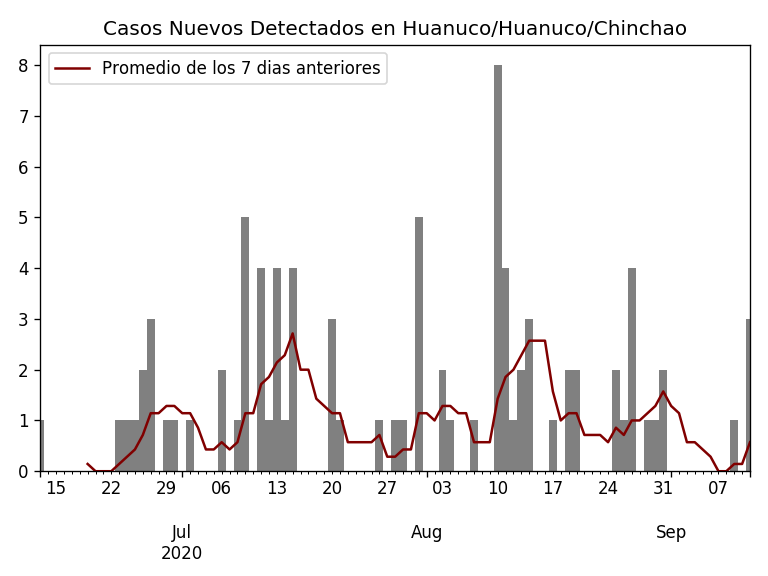 Casos Nuevos Detectados en Huanuco/Huanuco/Chinchao
Promedio de los 7 dias anteriores
8
7
6
5
4
3
2
1
0
15 22 29 06 13 20 27 03 10 17 24 31 07
Jul Aug Sep
2020